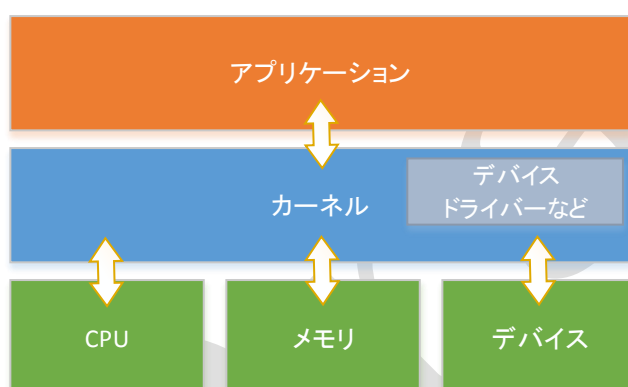 アプリケーション
カーネル
デバイス
ドライバーなど
CPU
メモリ
デバイス